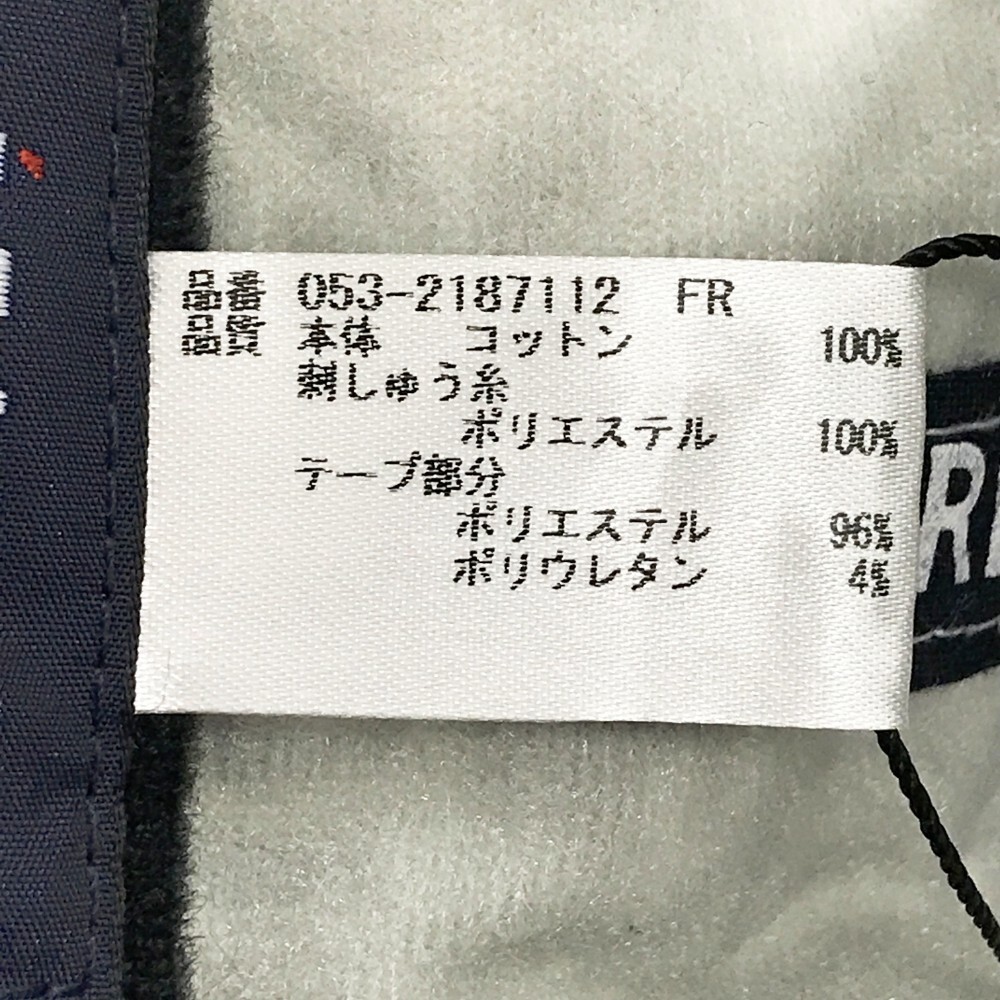 品番 053-2187112 FR
品質 本体 コットン 100%
刺しゅう糸
ポリエステル 100%
テープ部分
ポリエステル 96%
ポリウレタン 4%